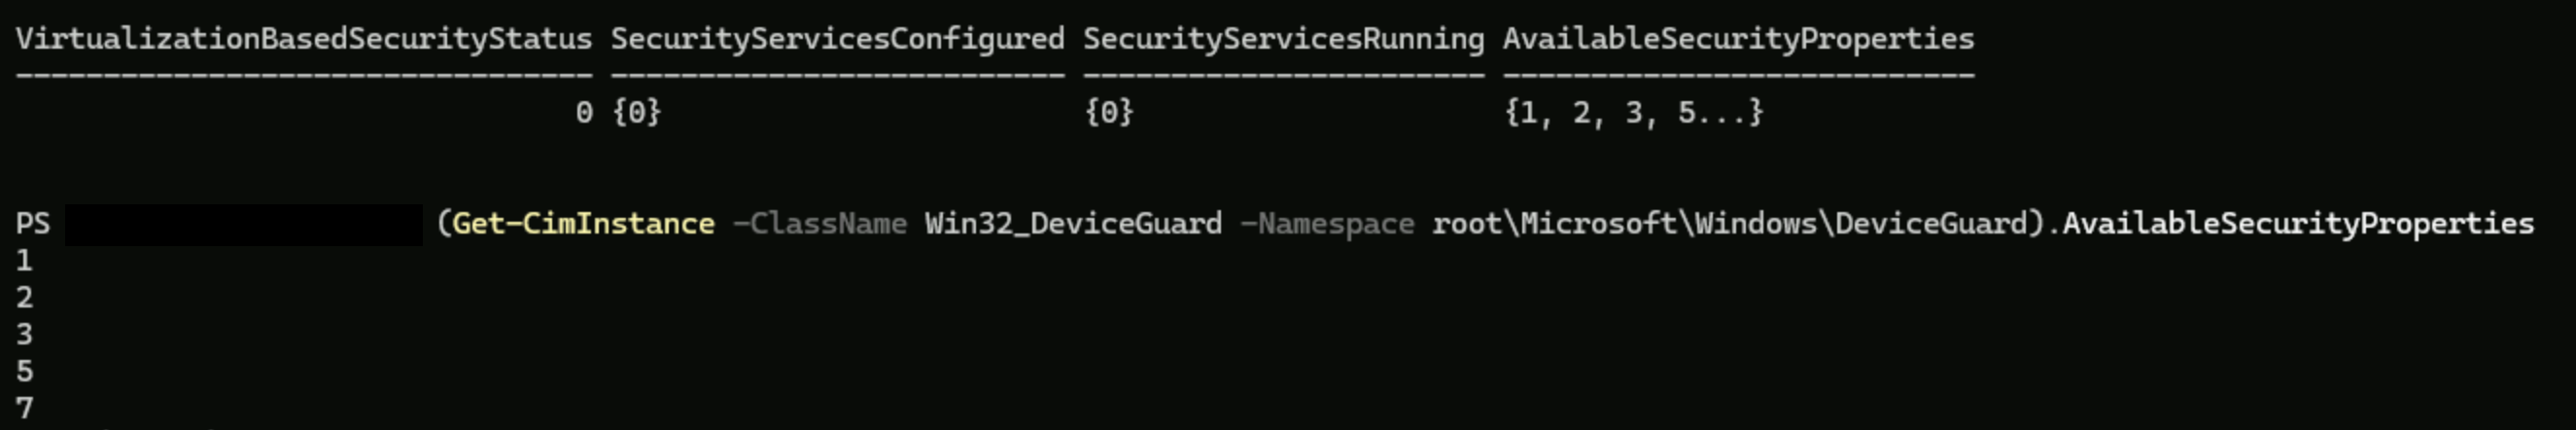 VirtualizationBasedSecurityStatus SecurityServicesConfigured SecurityServicesRunning AvailableSecurityProperties
--------------------------------- -------------------------- ----------------------- ---------------------------
0 {0} {0} {1, 2, 3, 5...}
PS (Get-CimInstance -ClassName Win32_DeviceGuard -Namespace root\Microsoft\Windows\DeviceGuard).AvailableSecurityProperties
1
2
3
5
7